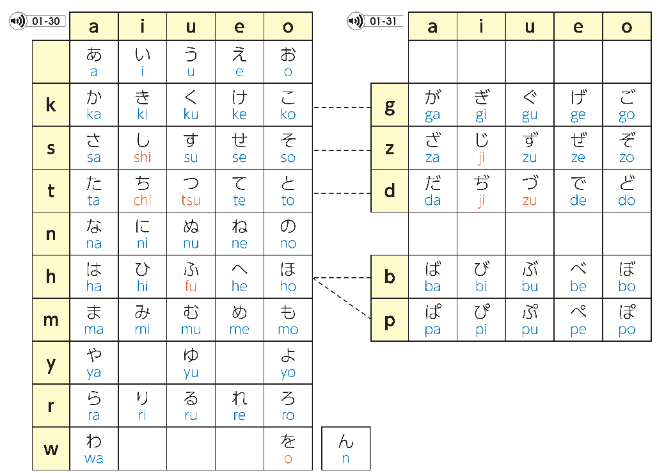 01-30 a i u e o
あ い う え お
a i u e o
k か き く け こ
ka ki ku ke ko
s さ し す せ そ
sa shi su se so
t た ち つ て と
ta chi tsu te to
n な に ぬ ね の
na ni nu ne no
h は ひ ふ へ ほ
ha hi fu he ho
m ま み む め も
ma mi mu me mo
y や ゆ よ
ya yu yo
r ら り る れ ろ
ra ri ru re ro
w わ を
wa o
ん
n
01-31 a i u e o
g が ぎ ぐ げ ご
ga gi gu ge go
z ざ じ ず ぜ ぞ
za ji zu ze zo
d だ ぢ づ で ど
da ji zu de do
b ば び ぶ べ ぼ
ba bi bu be bo
p ぱ ぴ ぷ ぺ ぽ
pa pi pu pe po